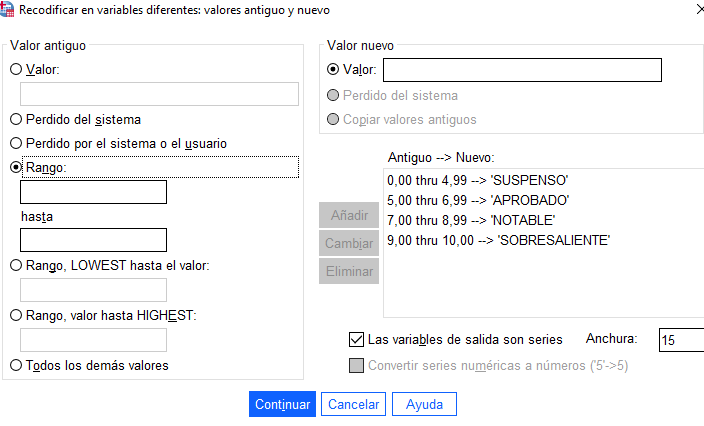 Recodificar en variables diferentes: valores antiguo y nuevo
Valor antiguo
Valor:
Perdido del sistema
Perdido por el sistema o el usuario
Rango:
hasta
Rango, LOWEST hasta el valor:
Rango, valor hasta HIGHEST:
Todos los demás valores
Valor nuevo
Valor:
Perdido del sistema
Copiar valores antiguos
Antiguo --> Nuevo:
0,00 thru 4,99 --> 'SUSPENSO'
5,00 thru 6,99 --> 'APROBADO'
7,00 thru 8,99 --> 'NOTABLE'
9,00 thru 10,00 --> 'SOBRESALIENTE'
Añadir
Cambiar
Eliminar
Las variables de salida son series Anchura: 15
Convertir series numéricas a números ('5'->5)
Continuar Cancelar Ayuda